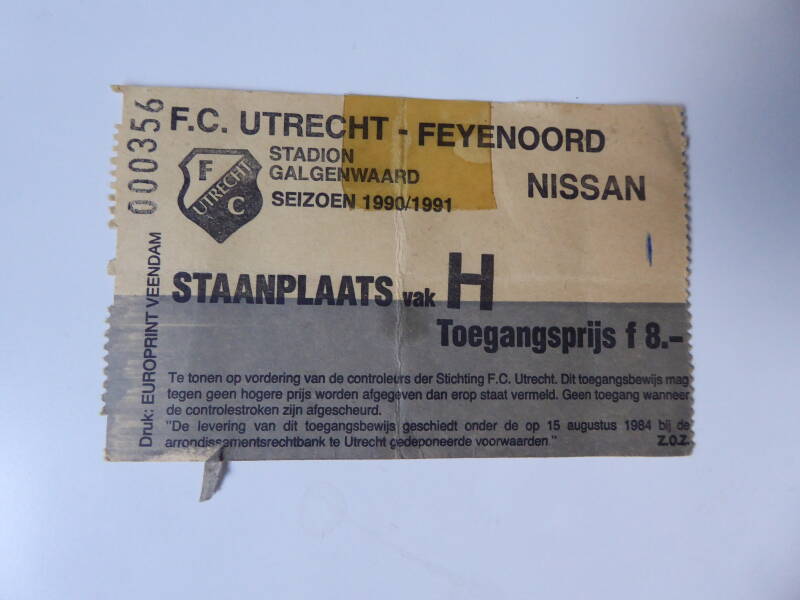 000356
F.C. UTRECHT - FEYENOORD
F
UTRECHT
C
STADION
GALGENWAARD
SEIZOEN 1990/1991
NISSAN
STAANPLAATS vak H
Toegangsprijs f 8.-
Druk: EUROPRINT VEENDAM
Te tonen op vordering van de controleurs der Stichting F.C. Utrecht. Dit toegangsbewijs mag
tegen geen hogere prijs worden afgegeven dan erop staat vermeld. Geen toegang wanneer
de controlestroken zijn afgescheurd.
"De levering van dit toegangsbewijs geschiedt onder de op 15 augustus 1984 ter
arrondissementsrechtbank te Utrecht gedeponeerde voorwaarden."
z.o.z.